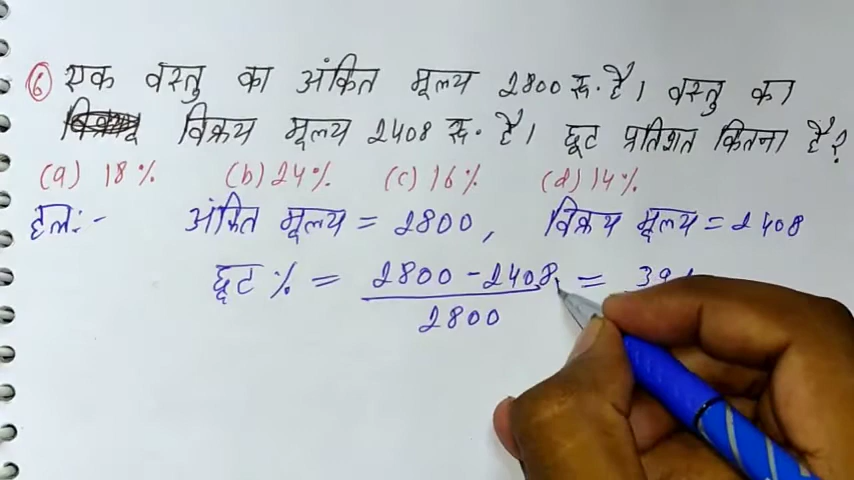 ⑥ एक वस्तु का अंकित मूल्य 2800 रू. है। वस्तु का
विक्रय मूल्य 2408 रू. है। छूट प्रतिशत कितना है?
(a) 18% (b) 24% (c) 16% (d) 14%
हल:- अंकित मूल्य = 2800, विक्रय मूल्य = 2408
छूट % = 2800 - 2408 = 39
2800